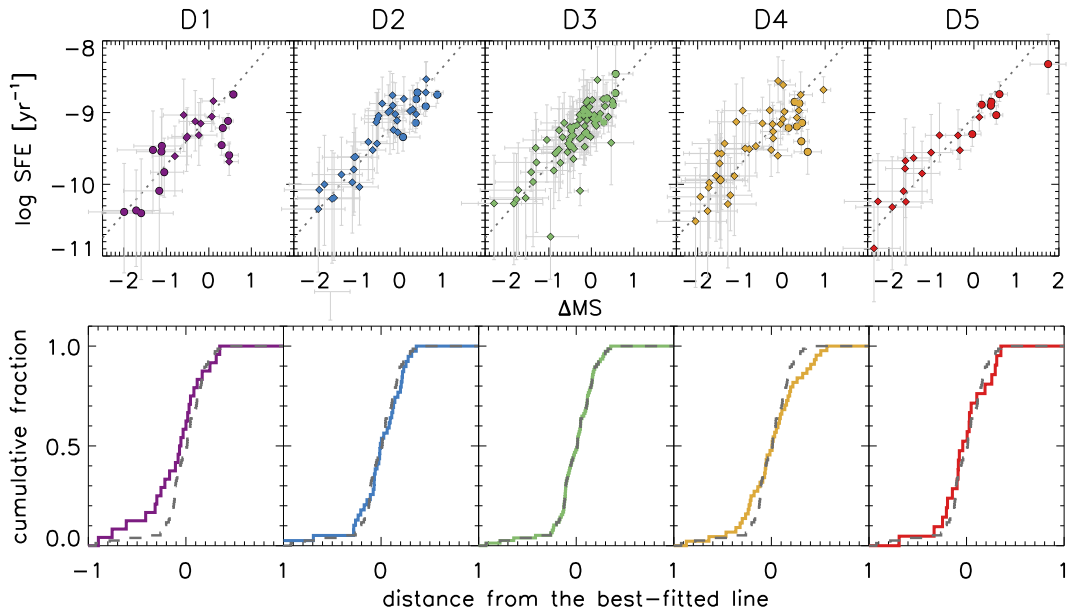 D1 D2 D3 D4 D5
log SFE [yr⁻¹]
−8
−9
−10
−11
−2 −1 0 1 −2 −1 0 1 −2 −1 0 1 −2 −1 0 1 −2 −1 0 1 2
ΔMS
cumulative fraction
1.0
0.5
0.0
−1 0 1 0 1 0 1 0 1 0 1
distance from the best−fitted line